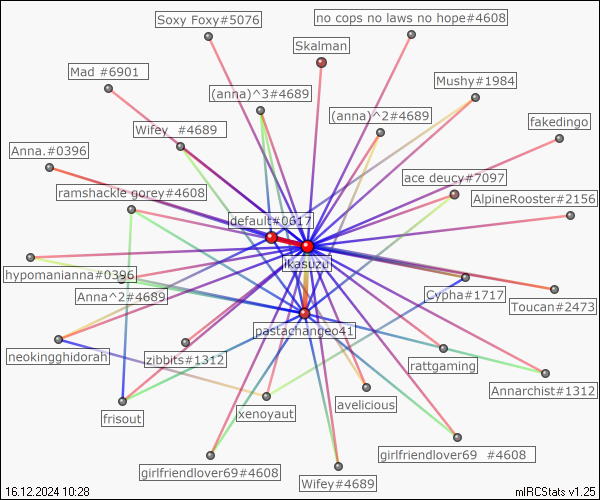 Soxy Foxy#5076
no cops no laws no hope#4608
Skalman
Mad #6901
Mushy#1984
(anna)^3#4689
(anna)^2#4689
Wifey_ #4689
fakedingo
Anna.#0396
ace deucy#7097
ramshackle gorey#4608
AlpineRooster#2156
default#0617
ikasuzu
hypomanianna#0396
Anna^2#4689
Cypha#1717
Toucan#2473
pastachangeo41
neokingghidorah
zibbits#1312
rattgaming
Annarchist#1312
frisout
xenoyaut
avelicious
girlfriendlover69#4608
girlfriendlover69_ #4608
Wifey#4689
16.12.2024 10:28
mIRCStats v1.25